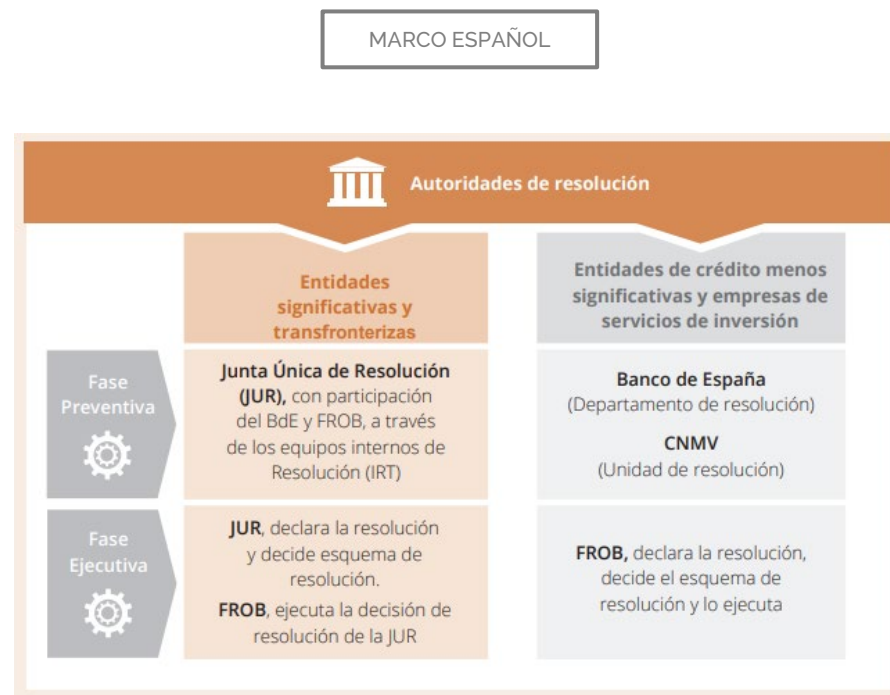 MARCO ESPAÑOL
Autoridades de resolución
Entidades
significativas y
transfronterizas
Entidades de crédito menos
significativas y empresas de
servicios de inversión
Fase
Preventiva
Junta Única de Resolución
(JUR), con participación
del BdE y FROB, a través
de los equipos internos de
Resolución (IRT)
Banco de España
(Departamento de resolución)
CNMV
(Unidad de resolución)
Fase
Ejecutiva
JUR, declara la resolución
y decide esquema de
resolución.
FROB, ejecuta la decisión de
resolución de la JUR
FROB, declara la resolución,
decide el esquema de
resolución y lo ejecuta